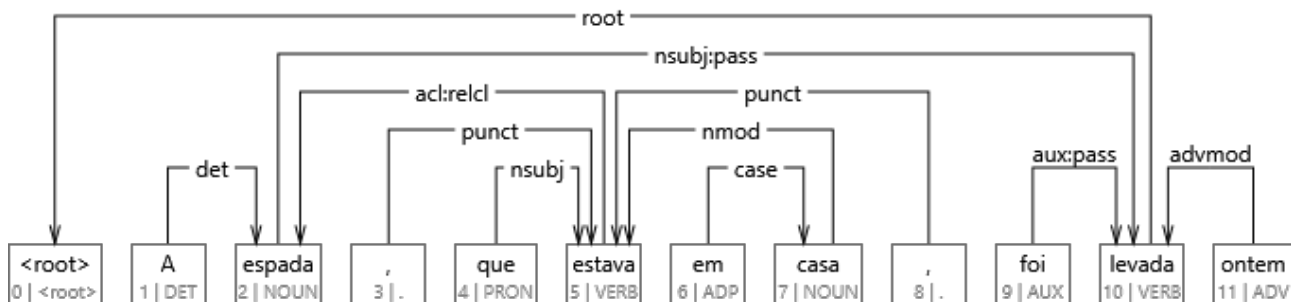 root
nsubj:pass
acl:relcl punct
punct nmod
det nsubj case aux:pass advmod
<root> A espada , que estava em casa , foi levada ontem
0 | <root> 1 | DET 2 | NOUN 3 | . 4 | PRON 5 | VERB 6 | ADP 7 | NOUN 8 | . 9 | AUX 10 | VERB 11 | ADV